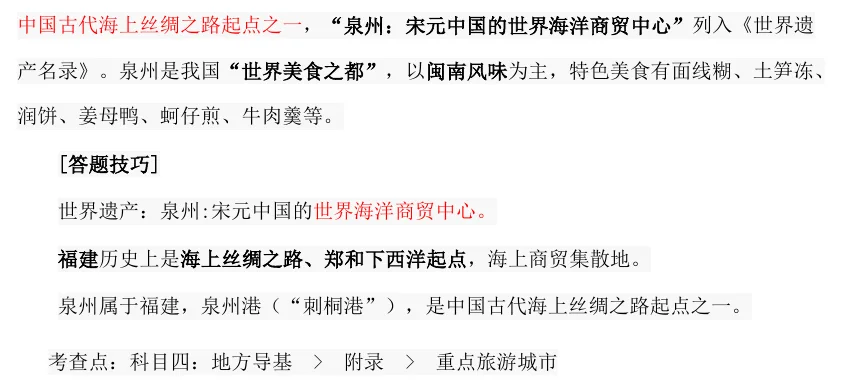 中国古代海上丝绸之路起点之一，“泉州：宋元中国的世界海洋商贸中心”列入《世界遗
产名录》。泉州是我国“世界美食之都”，以闽南风味为主，特色美食有面线糊、土笋冻、
润饼、姜母鸭、蚵仔煎、牛肉羹等。
[答题技巧]
世界遗产：泉州:宋元中国的世界海洋商贸中心。
福建历史上是海上丝绸之路、郑和下西洋起点，海上商贸集散地。
泉州属于福建，泉州港（“刺桐港”），是中国古代海上丝绸之路起点之一。
考查点：科目四：地方导基 > 附录 > 重点旅游城市